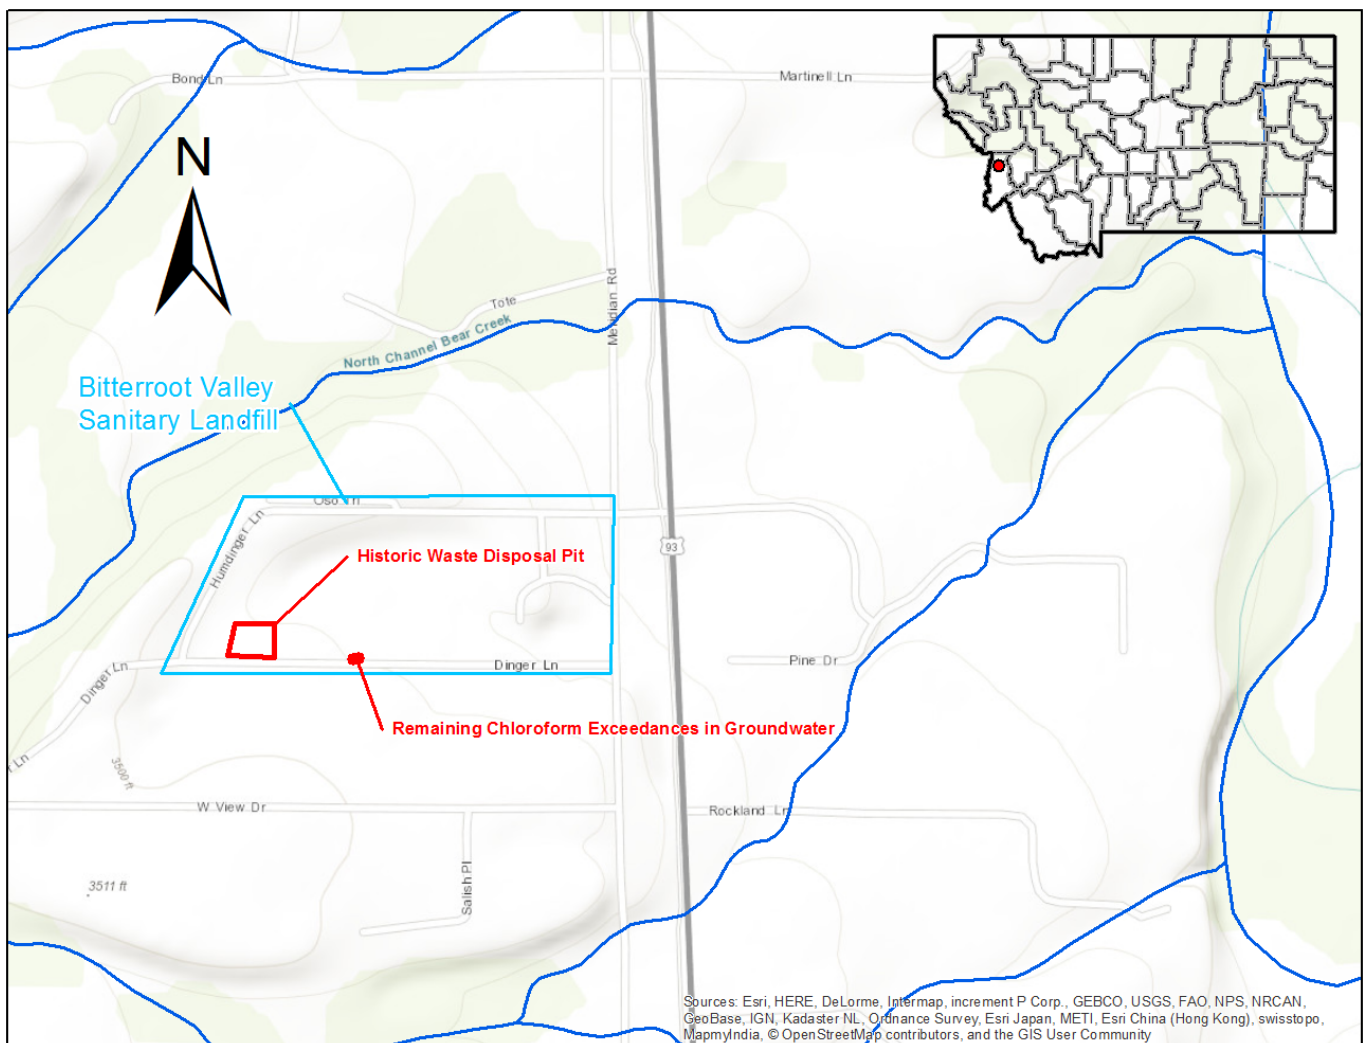 Bond Ln
Martinell Ln
N
Tote
Meridian Rd
North Channel Bear Creek
Bitterroot Valley
Sanitary Landfill
Oso Trl
Humdinger Ln
93
Historic Waste Disposal Pit
Dinger Ln
Dinger Ln
Pine Dr
Remaining Chloroform Exceedances in Groundwater
r Ln
3500 ft
W View Dr
Rockland Ln
3511 ft
Salish Pl
Sources: Esri, HERE, DeLorme, Intermap, increment P Corp., GEBCO, USGS, FAO, NPS, NRCAN,
GeoBase, IGN, Kadaster NL, Ordnance Survey, Esri Japan, METI, Esri China (Hong Kong), swisstopo,
MapmyIndia, © OpenStreetMap contributors, and the GIS User Community